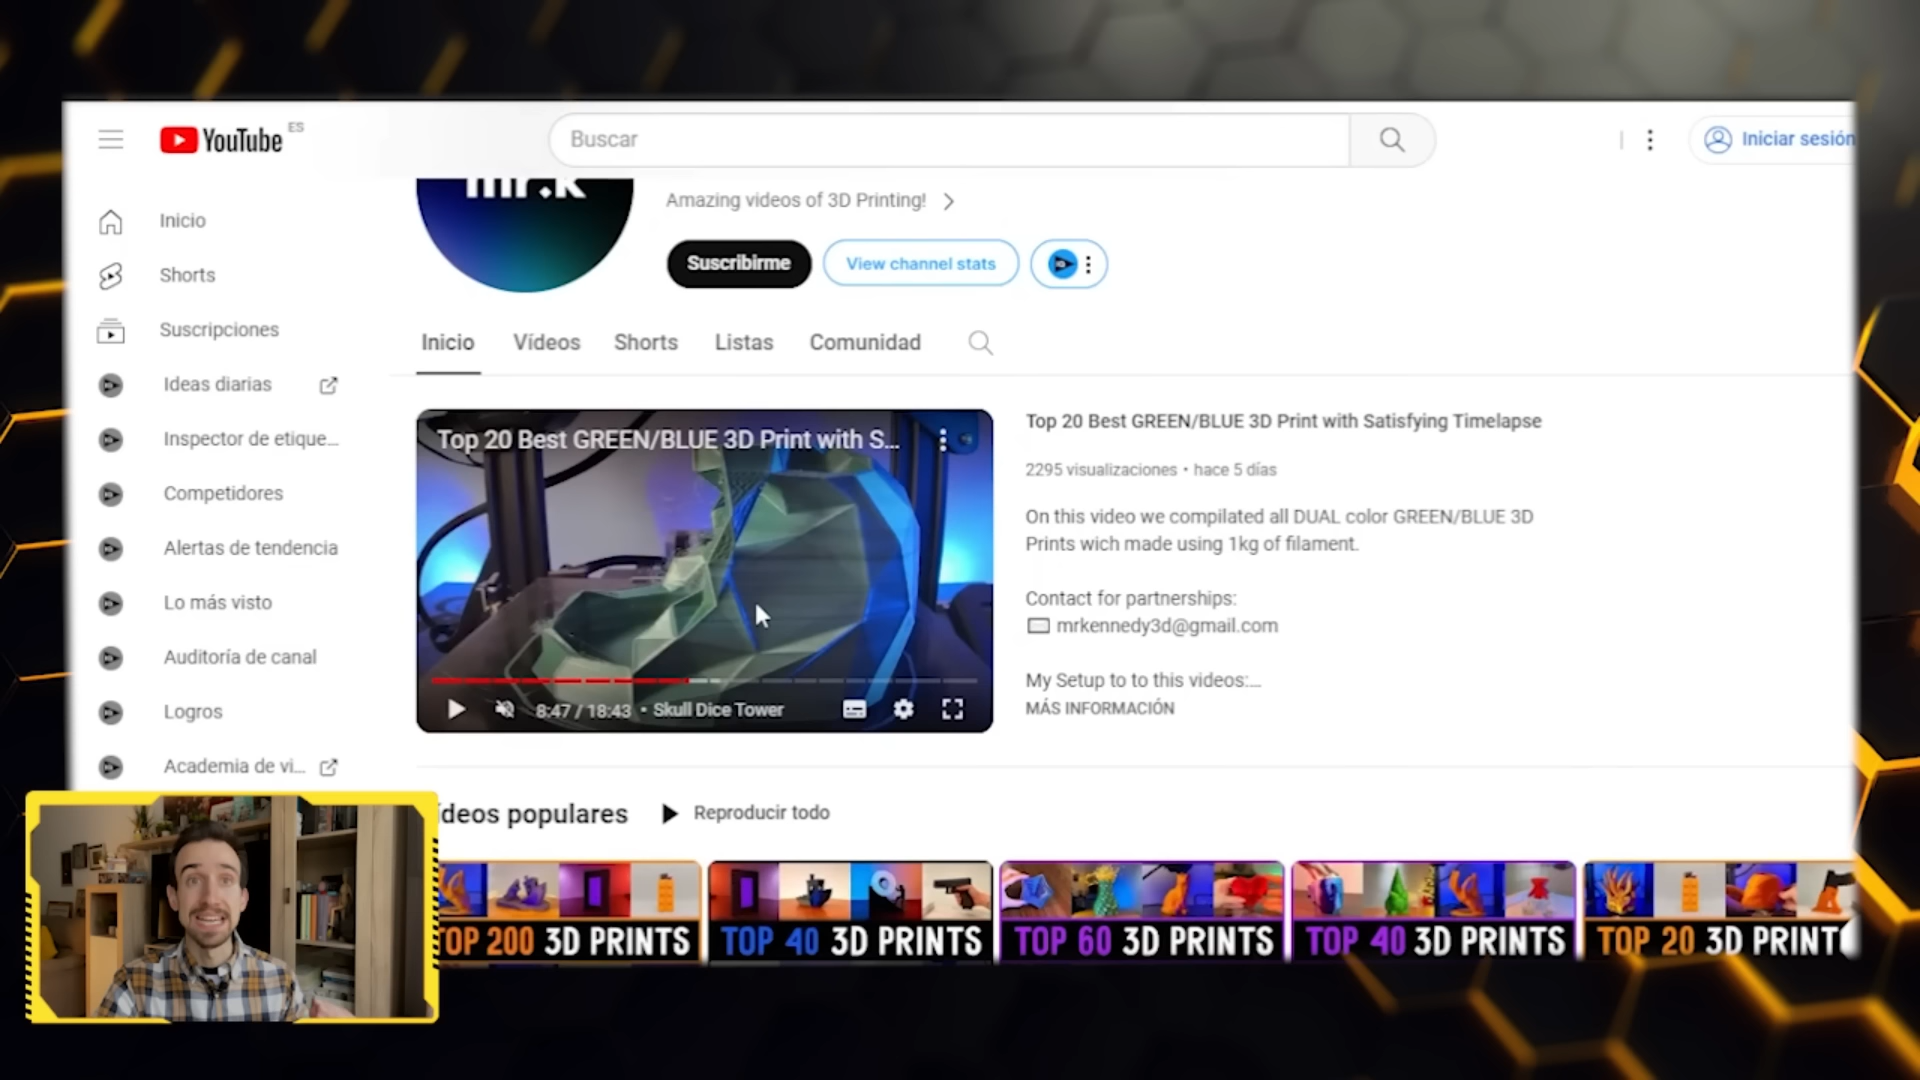 YouTube ES
Buscar
Iniciar sesión
mr.k
Amazing videos of 3D Printing!
Suscribirme
View channel stats
Inicio
Shorts
Suscripciones
Ideas diarias
Inspector de etique...
Competidores
Alertas de tendencia
Lo más visto
Auditoría de canal
Logros
Academia de vi...
Inicio
Vídeos
Shorts
Listas
Comunidad
Top 20 Best GREEN/BLUE 3D Print with S...
8:47 / 18:43 • Skull Dice Tower
Top 20 Best GREEN/BLUE 3D Print with Satisfying Timelapse
2295 visualizaciones • hace 5 días
On this video we compilated all DUAL color GREEN/BLUE 3D
Prints wich made using 1kg of filament.
Contact for partnerships:
mrkennedy3d@gmail.com
My Setup to to this videos:...
MÁS INFORMACIÓN
ídeos populares
Reproducir todo
TOP 200 3D PRINTS
TOP 40 3D PRINTS
TOP 60 3D PRINTS
TOP 40 3D PRINTS
TOP 20 3D PRINT